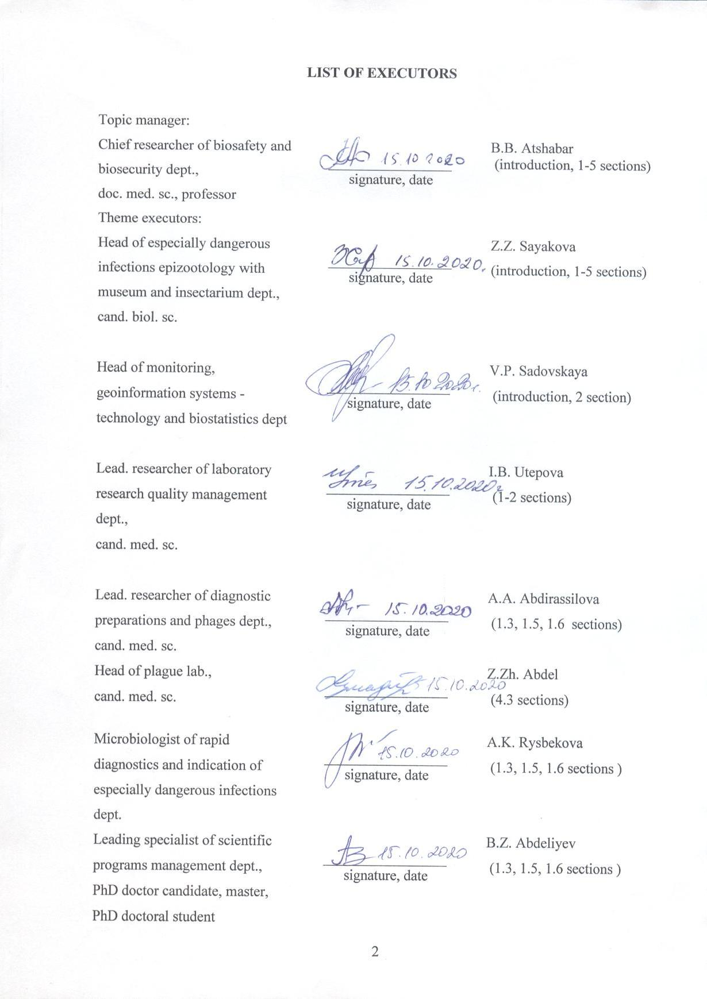 LIST OF EXECUTORS
Topic manager:
Chief researcher of biosafety and
biosecurity dept.,
doc. med. sc., professor
15.10 2020
signature, date
B.B. Atshabar
(introduction, 1-5 sections)
Theme executors:
Head of especially dangerous
infections epizootology with
museum and insectarium dept.,
cand. biol. sc.
15.10.2020.
signature, date
Z.Z. Sayakova
(introduction, 1-5 sections)
Head of monitoring,
geoinformation systems -
technology and biostatistics dept
15.10 2020г.
signature, date
V.P. Sadovskaya
(introduction, 2 section)
Lead. researcher of laboratory
research quality management
dept.,
cand. med. sc.
15.10.2020г
signature, date
I.B. Utepova
(1-2 sections)
Lead. researcher of diagnostic
preparations and phages dept.,
cand. med. sc.
15.10.2020
signature, date
A.A. Abdirassilova
(1.3, 1.5, 1.6 sections)
Head of plague lab.,
cand. med. sc.
15.10.2020
signature, date
Z.Zh. Abdel
(4.3 sections)
Microbiologist of rapid
diagnostics and indication of
especially dangerous infections
dept.
15.10.2020
signature, date
A.K. Rysbekova
(1.3, 1.5, 1.6 sections )
Leading specialist of scientific
programs management dept.,
PhD doctor candidate, master,
PhD doctoral student
15.10.2020
signature, date
B.Z. Abdeliyev
(1.3, 1.5, 1.6 sections )
2